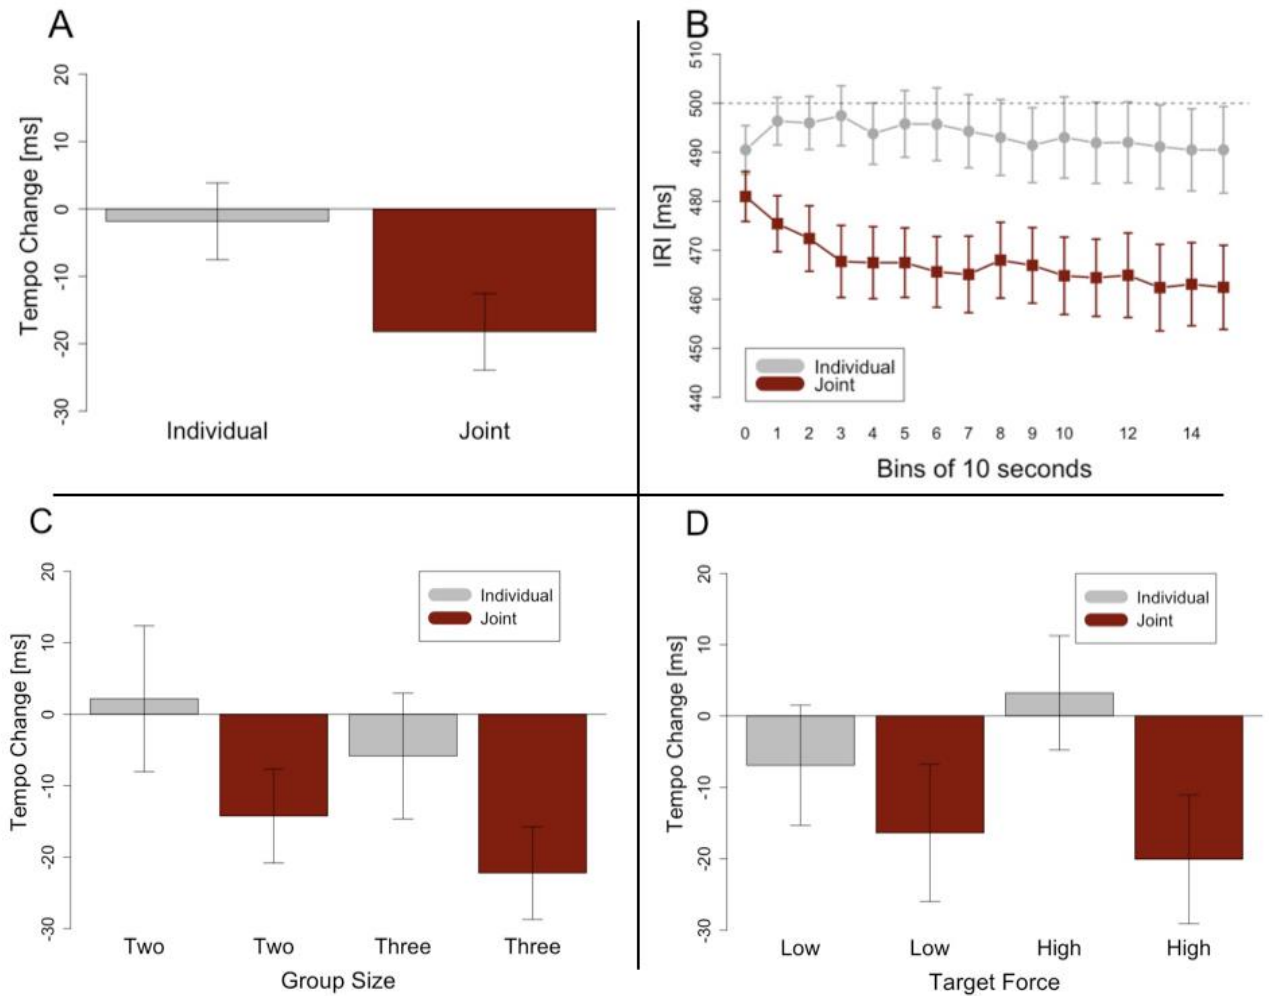 A
Tempo Change [ms]
20
10
0
-10
-20
-30
Individual
Joint
B
IRI [ms]
510
500
490
480
470
460
450
440
Individual
Joint
0 1 2 3 4 5 6 7 8 9 10 12 14
Bins of 10 seconds
C
Tempo Change [ms]
20
10
0
-10
-20
-30
Individual
Joint
Two Two Three Three
Group Size
D
Tempo Change [ms]
20
10
0
-10
-20
-30
Individual
Joint
Low Low High High
Target Force